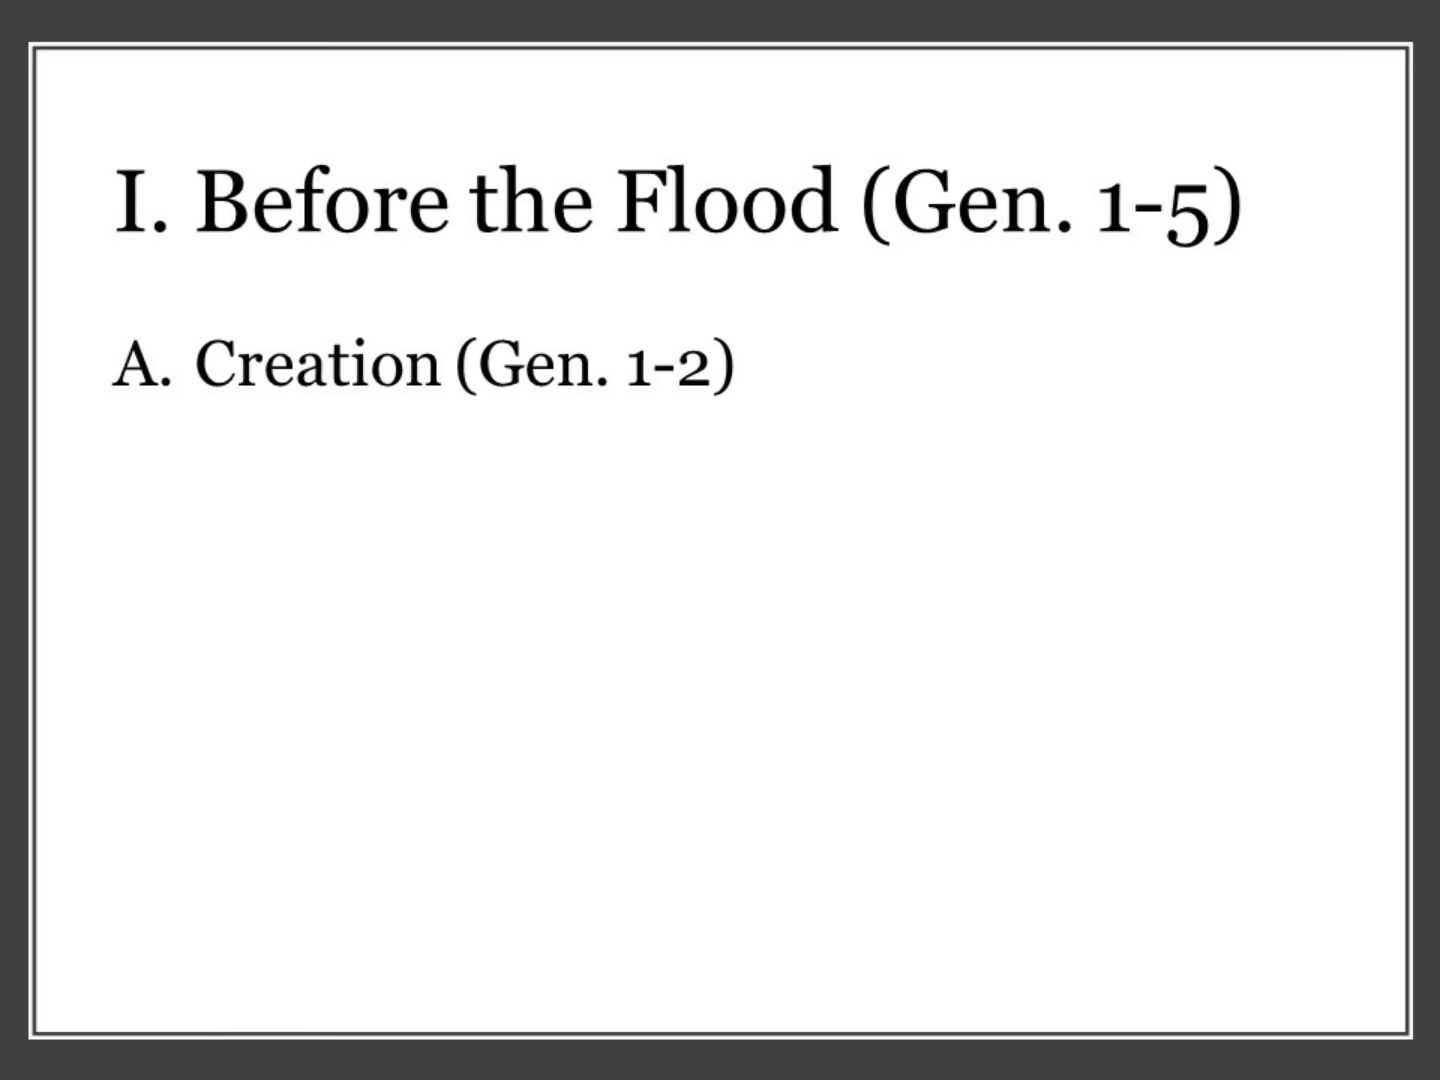 I. Before the Flood (Gen. 1-5)
A. Creation (Gen. 1-2)